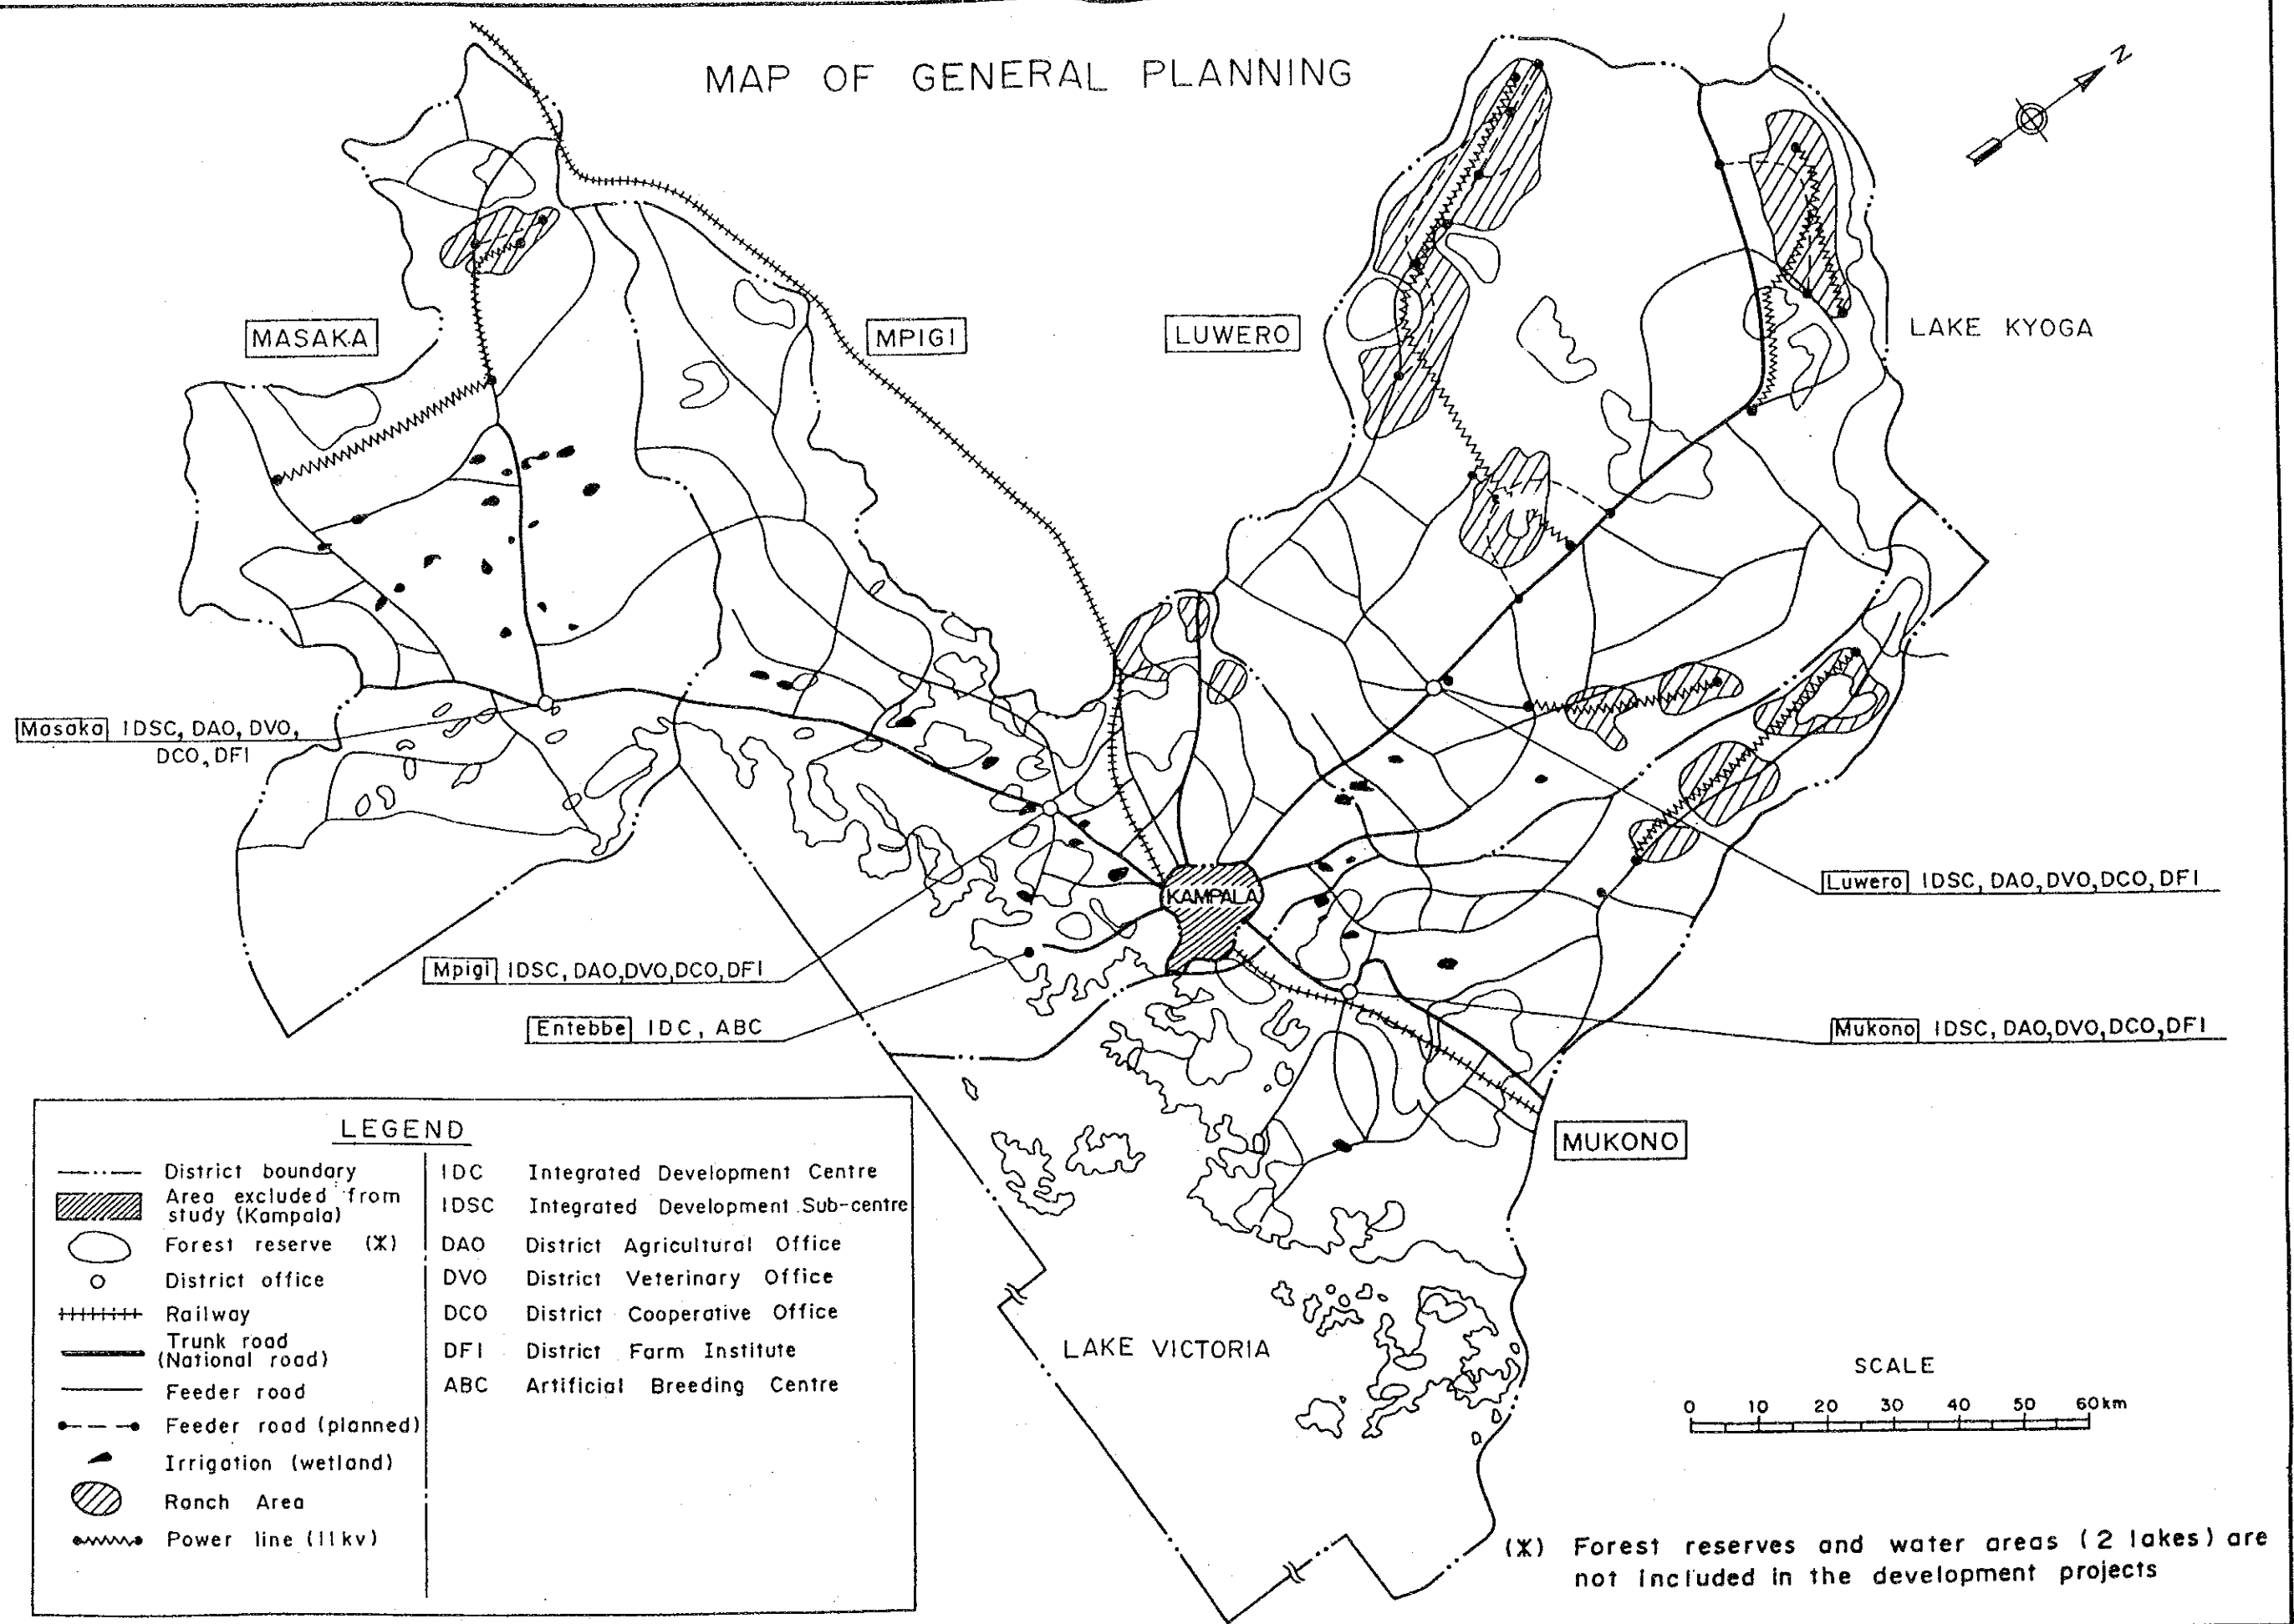 MAP OF GENERAL PLANNING
N
MASAKA
MPIGI
LUWERO
LAKE KYOGA
Masaka IDSC, DAO, DVO,
DCO, DFI
KAMPALA
Luwero IDSC, DAO, DVO, DCO, DFI
Mpigi IDSC, DAO, DVO, DCO, DFI
Entebbe IDC, ABC
Mukono IDSC, DAO, DVO, DCO, DFI
MUKONO
LAKE VICTORIA
LEGEND
District boundary
Area excluded from
study (Kampala)
Forest reserve (X)
District office
Railway
Trunk road
(National road)
Feeder road
Feeder road (planned)
Irrigation (wetland)
Ranch Area
Power line (11kv)
IDC Integrated Development Centre
IDSC Integrated Development Sub-centre
DAO District Agricultural Office
DVO District Veterinary Office
DCO District Cooperative Office
DFI District Farm Institute
ABC Artificial Breeding Centre
SCALE
0 10 20 30 40 50 60km
(X) Forest reserves and water areas (2 lakes) are
not included in the development projects